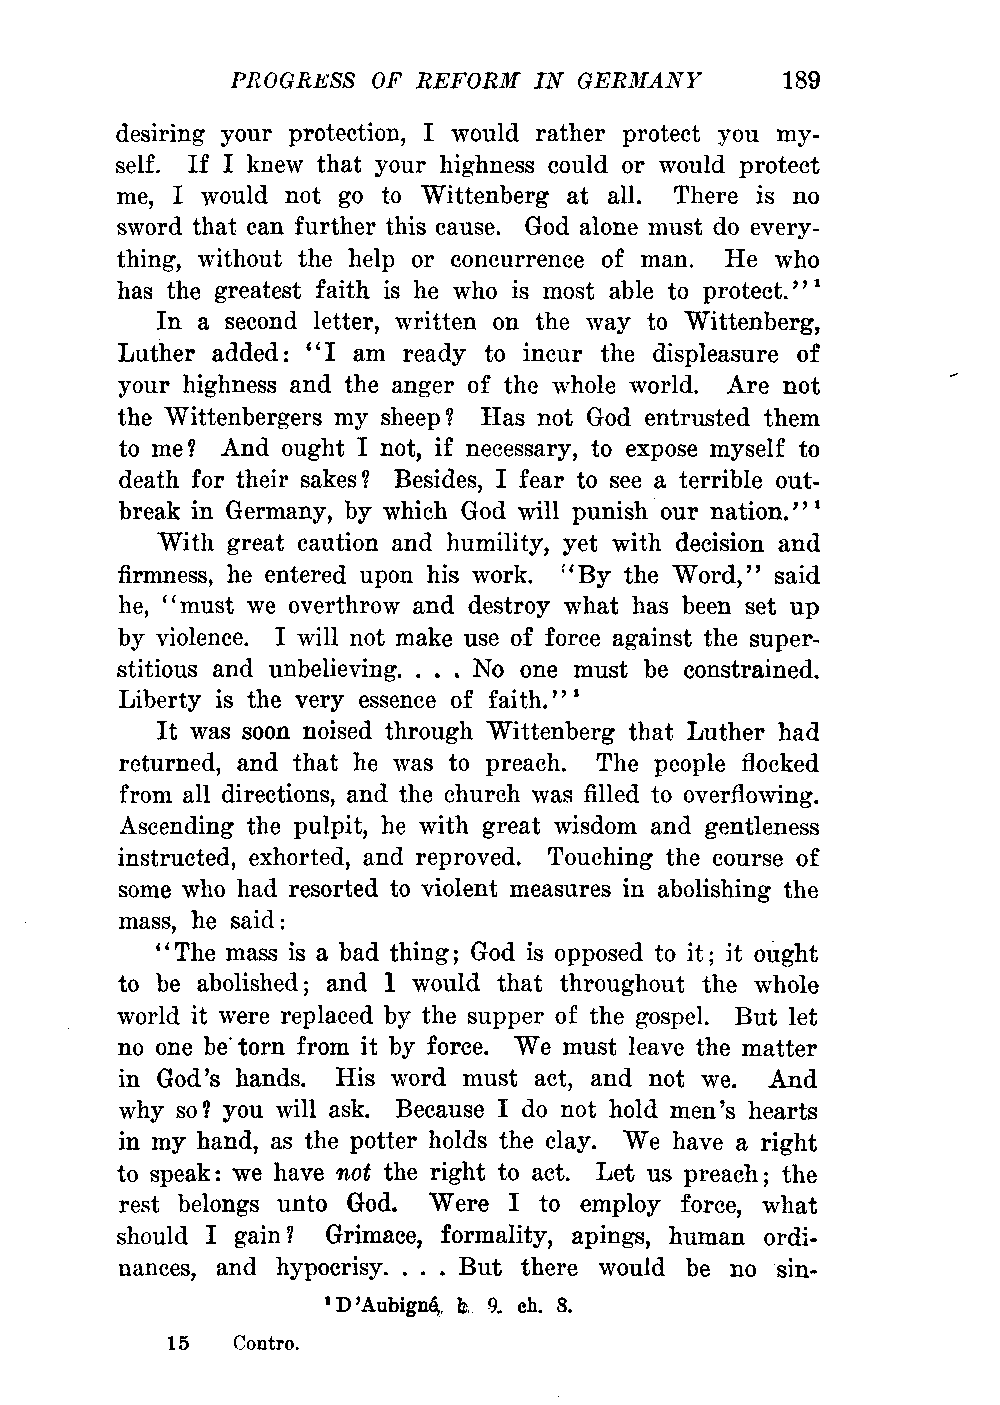 PROGRESS OF REFORM IN GERMANY 189
desiring your protection, I would rather protect you my-
self. If I knew that your highness could or would protect
me, I would not go to Wittenberg at all. There is no
sword that can further this cause. God alone must do every-
thing, without the help or concurrence of man. He who
has the greatest faith is he who is most able to protect.''¹
In a second letter, written on the way to Wittenberg,
Luther added: ''I am ready to incur the displeasure of
your highness and the anger of the whole world. Are not
the Wittenbergers my sheep? Has not God entrusted them
to me? And ought I not, if necessary, to expose myself to
death for their sakes? Besides, I fear to see a terrible out-
break in Germany, by which God will punish our nation.''¹
With great caution and humility, yet with decision and
firmness, he entered upon his work. ''By the Word,'' said
he, ''must we overthrow and destroy what has been set up
by violence. I will not make use of force against the super-
stitious and unbelieving. . . . No one must be constrained.
Liberty is the very essence of faith.''¹
It was soon noised through Wittenberg that Luther had
returned, and that he was to preach. The people flocked
from all directions, and the church was filled to overflowing.
Ascending the pulpit, he with great wisdom and gentleness
instructed, exhorted, and reproved. Touching the course of
some who had resorted to violent measures in abolishing the
mass, he said:
''The mass is a bad thing; God is opposed to it; it ought
to be abolished; and I would that throughout the whole
world it were replaced by the supper of the gospel. But let
no one be torn from it by force. We must leave the matter
in God's hands. His word must act, and not we. And
why so? you will ask. Because I do not hold men's hearts
in my hand, as the potter holds the clay. We have a right
to speak: we have not the right to act. Let us preach; the
rest belongs unto God. Were I to employ force, what
should I gain? Grimace, formality, apings, human ordi-
nances, and hypocrisy. . . . But there would be no sin-
¹ D'Aubigné, b. 9. ch. 8.
15 Contro.